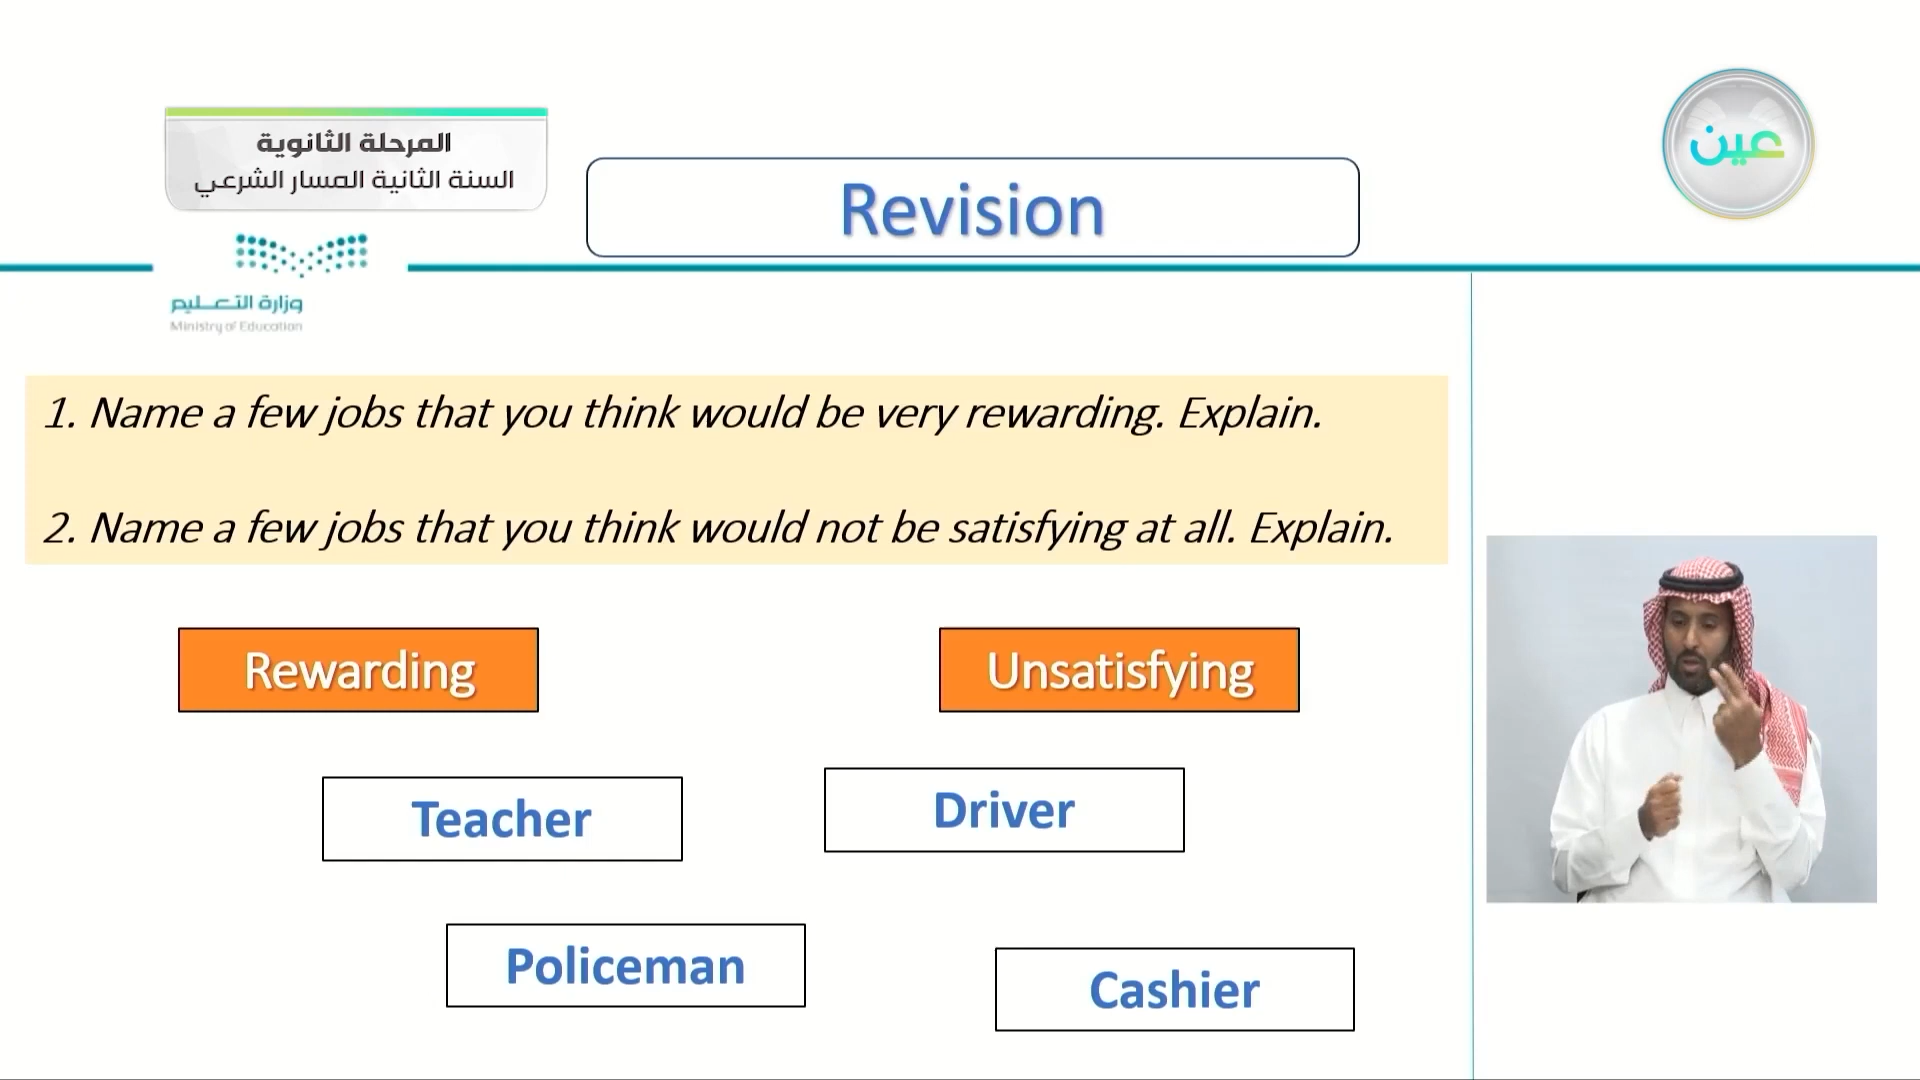 المرحلة الثانوية
السنة الثانية المسار الشرعي
عين
Revision
وزارة التعليم
Ministry of Education
1. Name a few jobs that you think would be very rewarding. Explain.
2. Name a few jobs that you think would not be satisfying at all. Explain.
Rewarding
Unsatisfying
Teacher
Driver
Policeman
Cashier